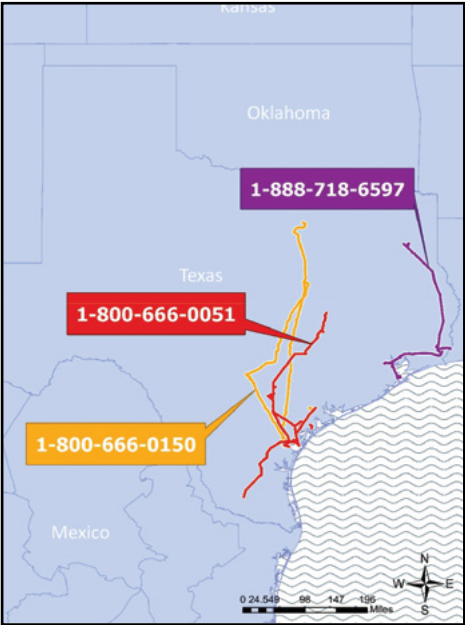 Kansas
Oklahoma
1-888-718-6597
Texas
1-800-666-0051
1-800-666-0150
Mexico
N
W E
S
0 24.549 98 147 196
Miles